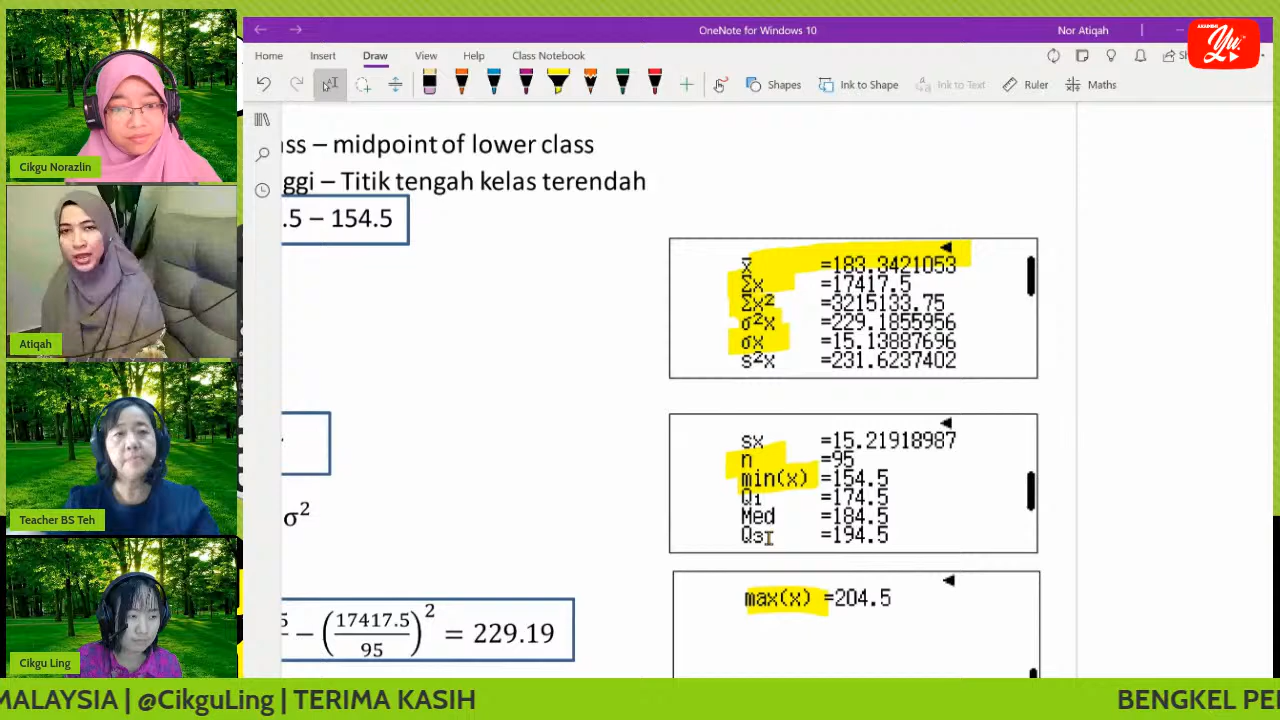 OneNote for Windows 10
Nor Atiqah
Home Insert Draw View Help Class Notebook
Shapes Ink to Shape Ink to Text Ruler Maths
ass – midpoint of lower class
ggi – Titik tengah kelas terendah
.5 – 154.5
x̄ =183.3421053
Σx =17417.5
Σx² =3215133.75
σ²x =229.1855956
σx =15.13887696
s²x =231.6237402
sx =15.21918987
n =95
min(x) =154.5
Q₁ =174.5
Med =184.5
Q₃ =194.5
σ²
max(x) =204.5
5 – (17417.5/95)² = 229.19
Cikgu Norazlin
Atiqah
Teacher BS Teh
Cikgu Ling
MALAYSIA | @CikguLing | TERIMA KASIH
BENGKEL PE